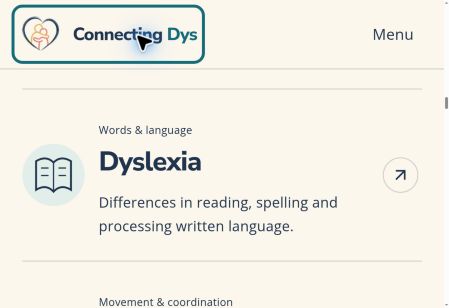 Connecting Dys
Menu
Words & language
Dyslexia
Differences in reading, spelling and
processing written language.
Movement & coordination